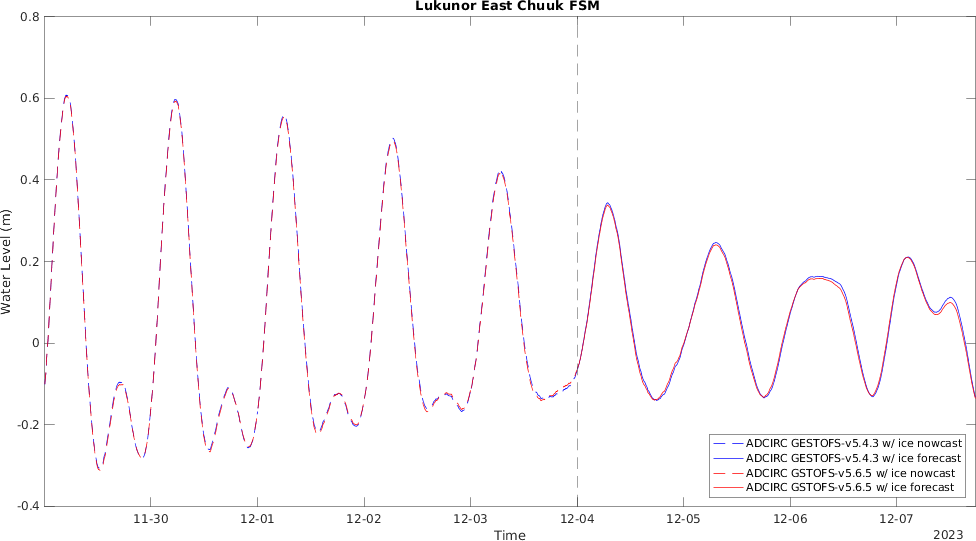 Lukunor East Chuuk FSM
0.8
0.6
0.4
0.2
0
-0.2
-0.4
Water Level (m)
11-30
12-01
12-02
12-03
12-04
12-05
12-06
12-07
Time
2023
ADCIRC GESTOFS-v5.4.3 w/ ice nowcast
ADCIRC GESTOFS-v5.4.3 w/ ice forecast
ADCIRC GSTOFS-v5.6.5 w/ ice nowcast
ADCIRC GSTOFS-v5.6.5 w/ ice forecast